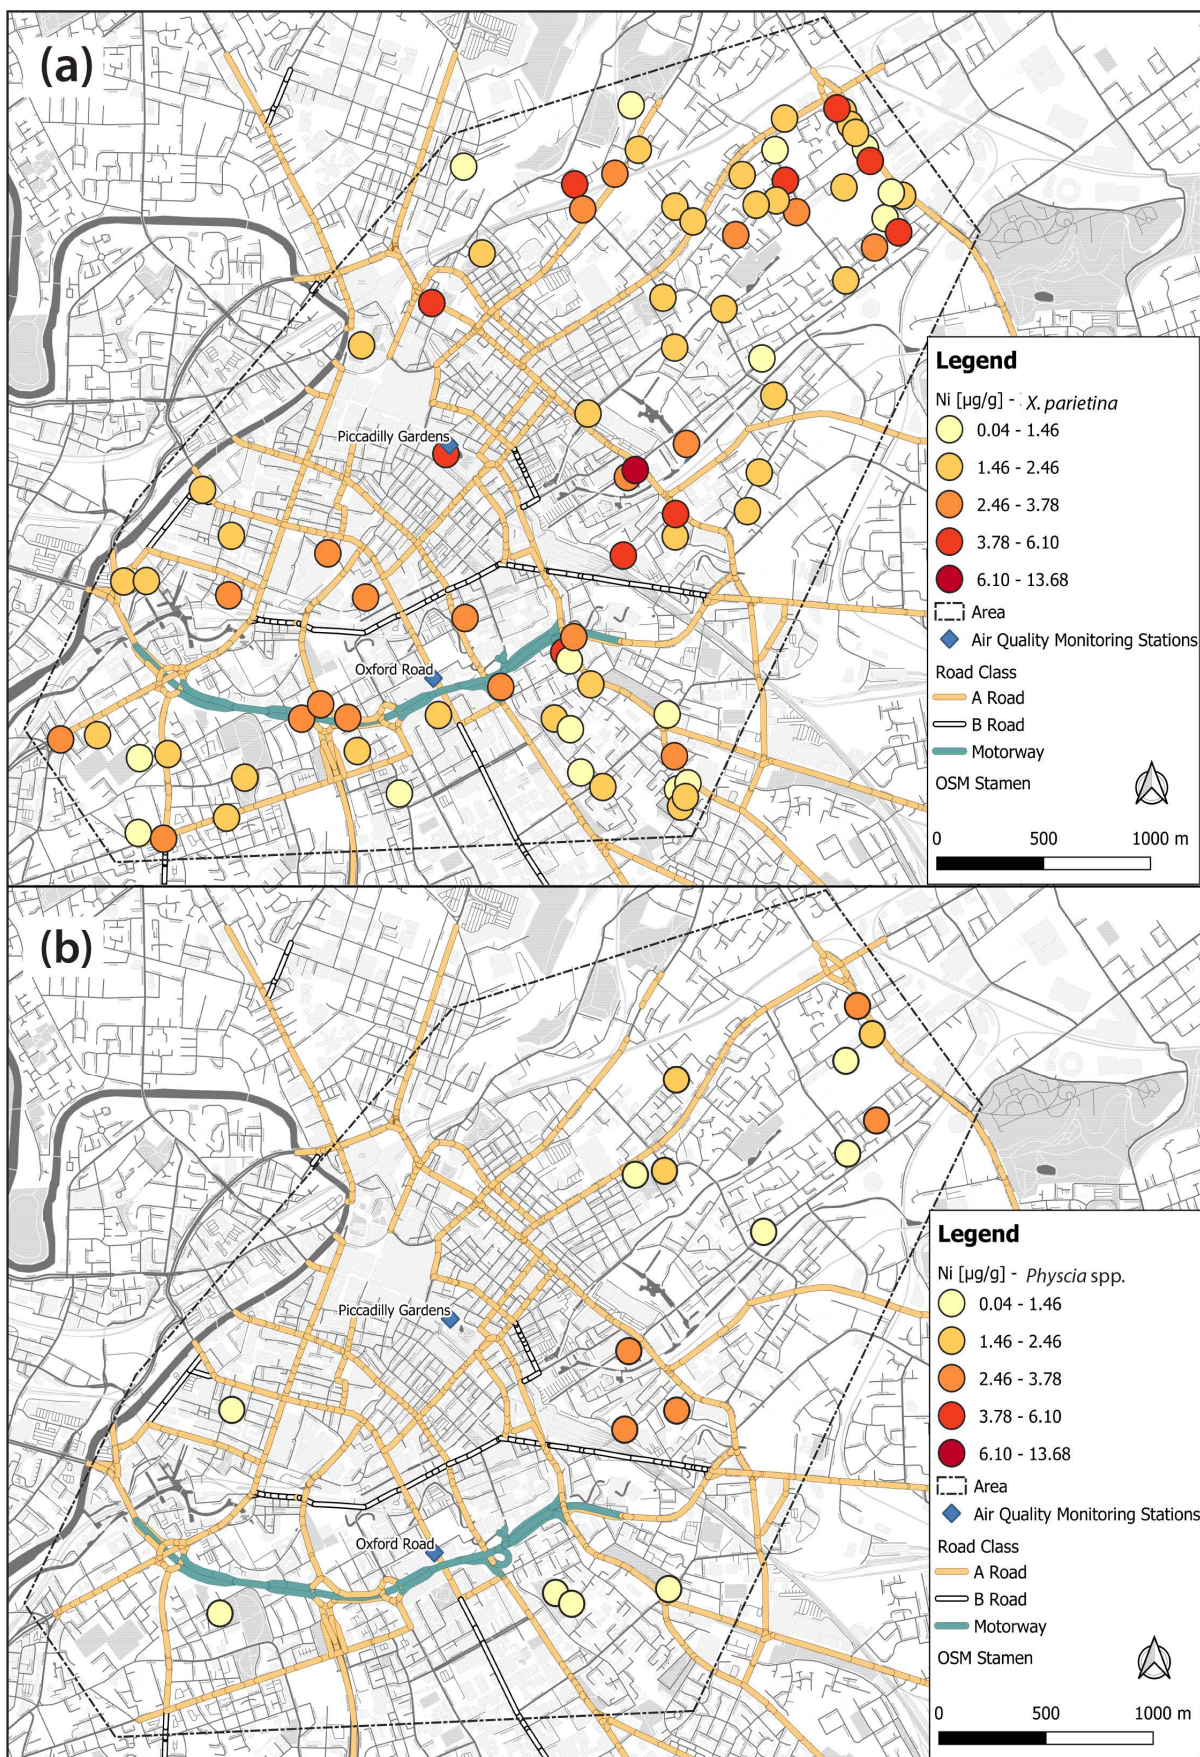 (a)
Piccadilly Gardens
Oxford Road
Legend
Ni [µg/g] - X. parietina
0.04 - 1.46
1.46 - 2.46
2.46 - 3.78
3.78 - 6.10
6.10 - 13.68
Area
Air Quality Monitoring Stations
Road Class
A Road
B Road
Motorway
OSM Stamen
0 500 1000 m
(b)
Piccadilly Gardens
Oxford Road
Legend
Ni [µg/g] - Physcia spp.
0.04 - 1.46
1.46 - 2.46
2.46 - 3.78
3.78 - 6.10
6.10 - 13.68
Area
Air Quality Monitoring Stations
Road Class
A Road
B Road
Motorway
OSM Stamen
0 500 1000 m